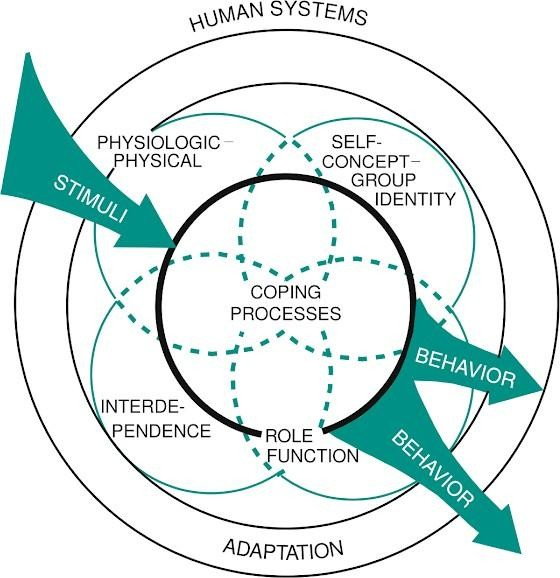 HUMAN SYSTEMS
PHYSIOLOGIC–
PHYSICAL
SELF-
CONCEPT–
GROUP
IDENTITY
STIMULI
COPING
PROCESSES
BEHAVIOR
INTERDE-
PENDENCE
ROLE
FUNCTION
BEHAVIOR
ADAPTATION